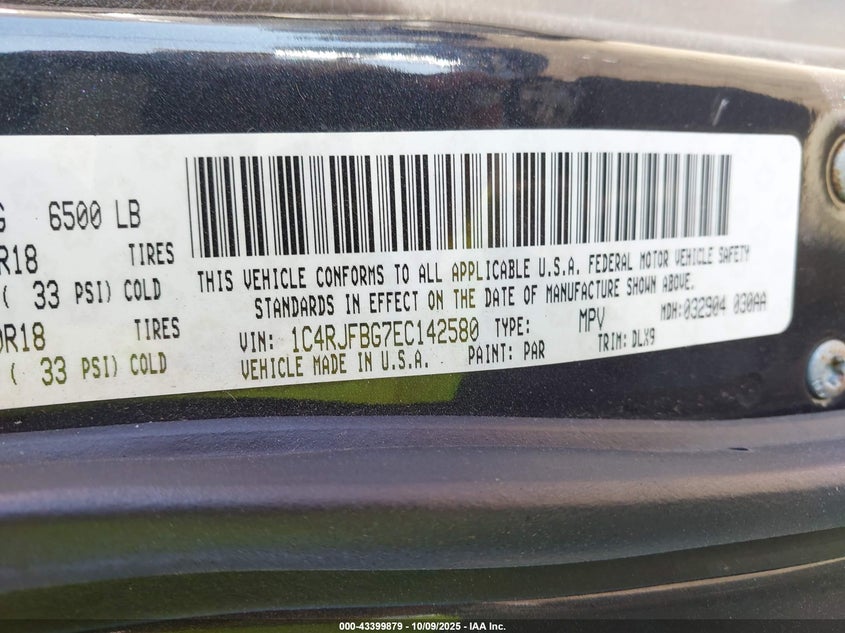 G 6500 LB
R18 TIRES
( 33 PSI) COLD
0R18 TIRES
( 33 PSI) COLD
THIS VEHICLE CONFORMS TO ALL APPLICABLE U.S.A. FEDERAL MOTOR VEHICLE SAFETY
STANDARDS IN EFFECT ON THE DATE OF MANUFACTURE SHOWN ABOVE.
VIN: 1C4RJFBG7EC142580 TYPE: MPV MDH:032904 030AA
VEHICLE MADE IN U.S.A. PAINT: PAR TRIM: DLX9
000-43399879 - 10/09/2025 - IAA Inc.